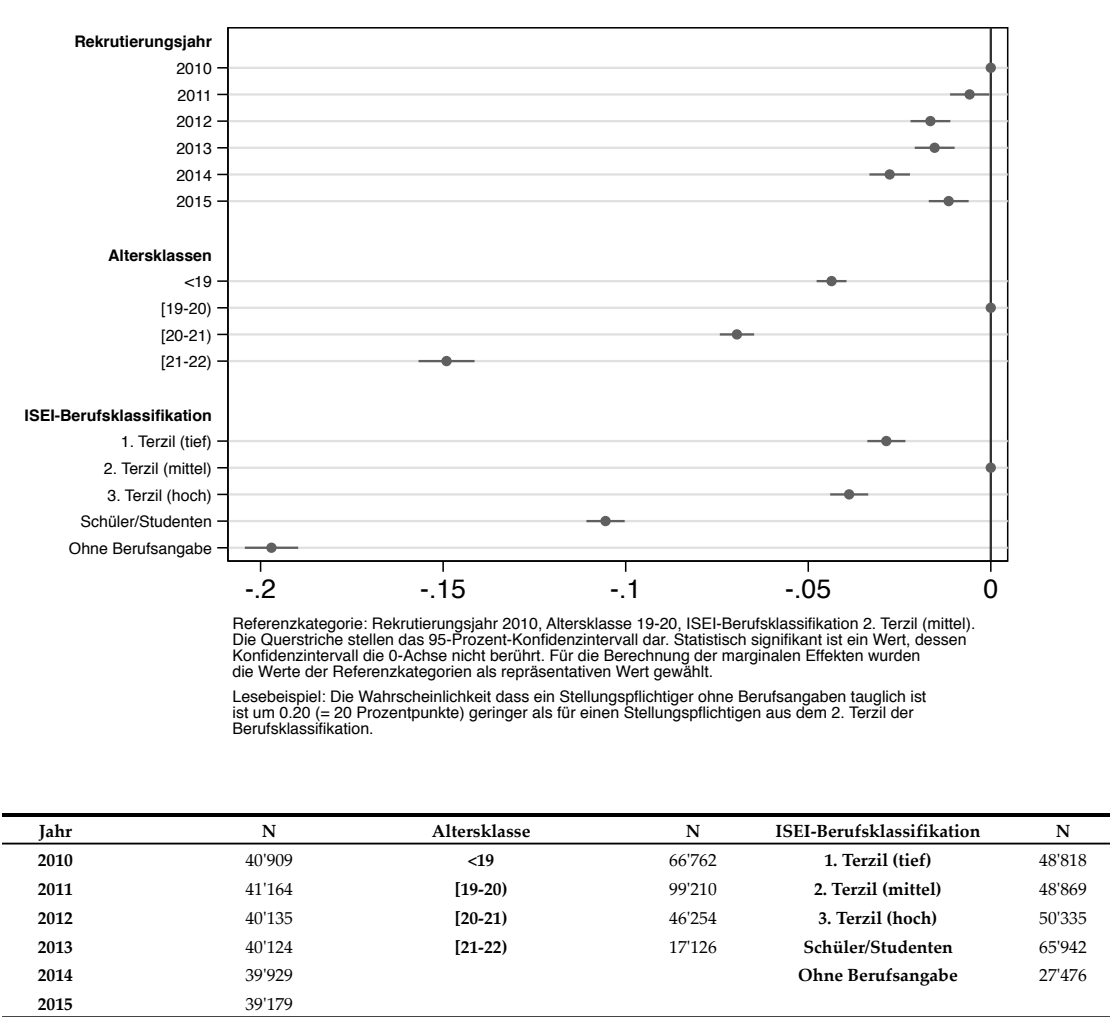 Rekrutierungsjahr
2010
2011
2012
2013
2014
2015
Altersklassen
<19
[19-20)
[20-21)
[21-22)
ISEI-Berufsklassifikation
1. Terzil (tief)
2. Terzil (mittel)
3. Terzil (hoch)
Schüler/Studenten
Ohne Berufsangabe
-.2 -.15 -.1 -.05 0
Referenzkategorie: Rekrutierungsjahr 2010, Altersklasse 19-20, ISEI-Berufsklassifikation 2. Terzil (mittel).
Die Querstriche stellen das 95-Prozent-Konfidenzintervall dar. Statistisch signifikant ist ein Wert, dessen
Konfidenzintervall die 0-Achse nicht berührt. Für die Berechnung der marginalen Effekten wurden
die Werte der Referenzkategorien als repräsentativen Wert gewählt.
Lesebeispiel: Die Wahrscheinlichkeit dass ein Stellungspflichtiger ohne Berufsangaben tauglich ist
ist um 0.20 (= 20 Prozentpunkte) geringer als für einen Stellungspflichtigen aus dem 2. Terzil der
Berufsklassifikation.
Jahr N Altersklasse N ISEI-Berufsklassifikation N
2010 40'909 <19 66'762 1. Terzil (tief) 48'818
2011 41'164 [19-20) 99'210 2. Terzil (mittel) 48'869
2012 40'135 [20-21) 46'254 3. Terzil (hoch) 50'335
2013 40'124 [21-22) 17'126 Schüler/Studenten 65'942
2014 39'929 Ohne Berufsangabe 27'476
2015 39'179